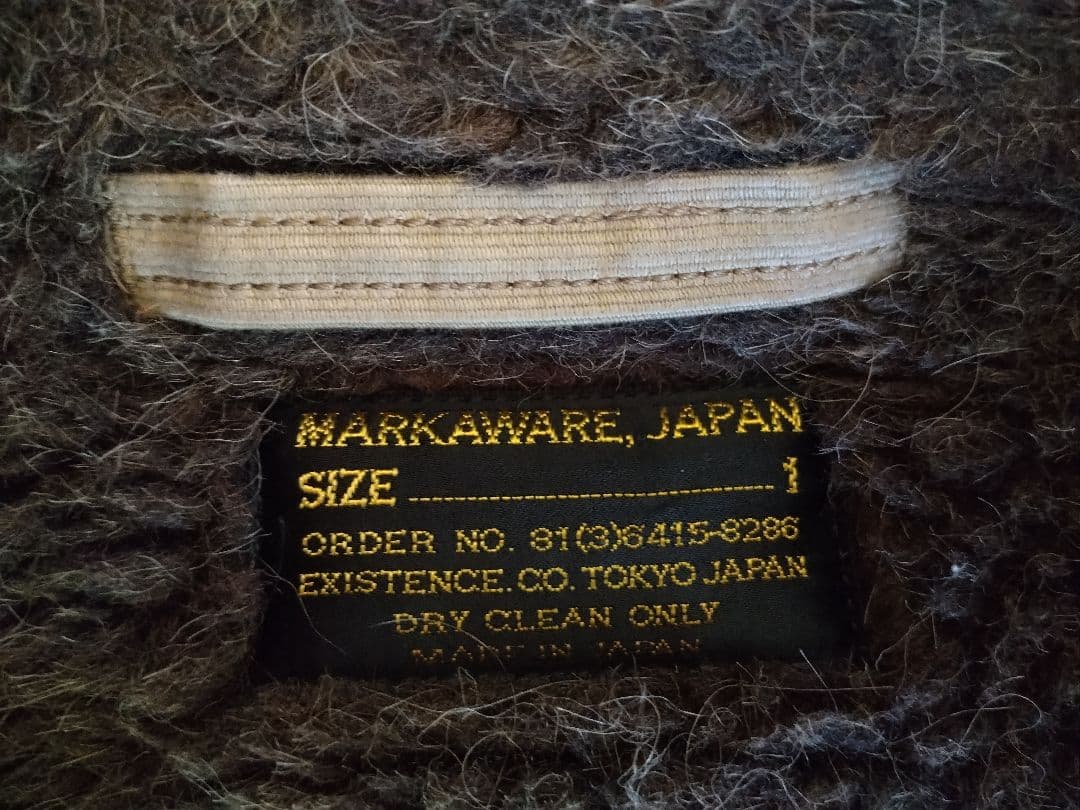 MARKAWARE, JAPAN
SIZE ................................ 1
ORDER NO. 81(3)6415-8286
EXISTENCE.CO. TOKYO JAPAN
DRY CLEAN ONLY
MADE IN JAPAN